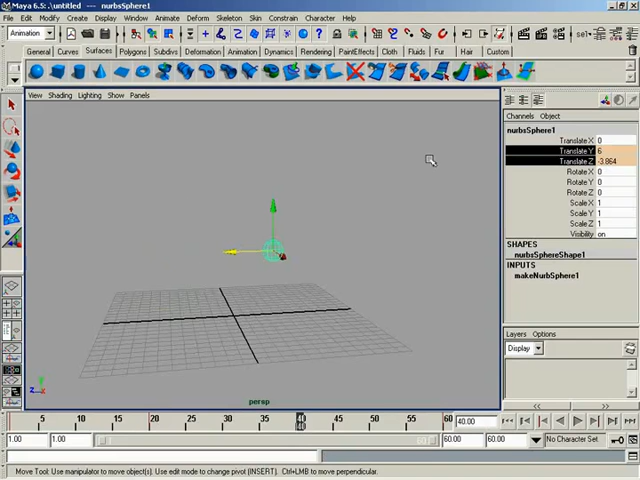 Maya 6.5: .\untitled --- nurbsSphere1
File Edit Modify Create Display Window Animate Deform Skeleton Skin Constrain Character Help
Animation
General Curves Surfaces Polygons Subdivs Deformation Animation Dynamics Rendering PaintEffects Cloth Fluids Fur Hair Custom
View Shading Lighting Show Panels
Channels Object
nurbsSphere1
Translate X 0
Translate Y 6
Translate Z -3.864
Rotate X 0
Rotate Y 0
Rotate Z 0
Scale X 1
Scale Y 1
Scale Z 1
Visibility on
SHAPES
nurbsSphereShape1
INPUTS
makeNurbSphere1
Layers Options
Display
persp
5 10 15 20 25 30 35 40 45 50 55 60 40.00
1.00 1.00 60.00 60.00 No Character Set
Move Tool: Use manipulator to move object(s). Use edit mode to change pivot (INSERT). Ctrl+LMB to move perpendicular.